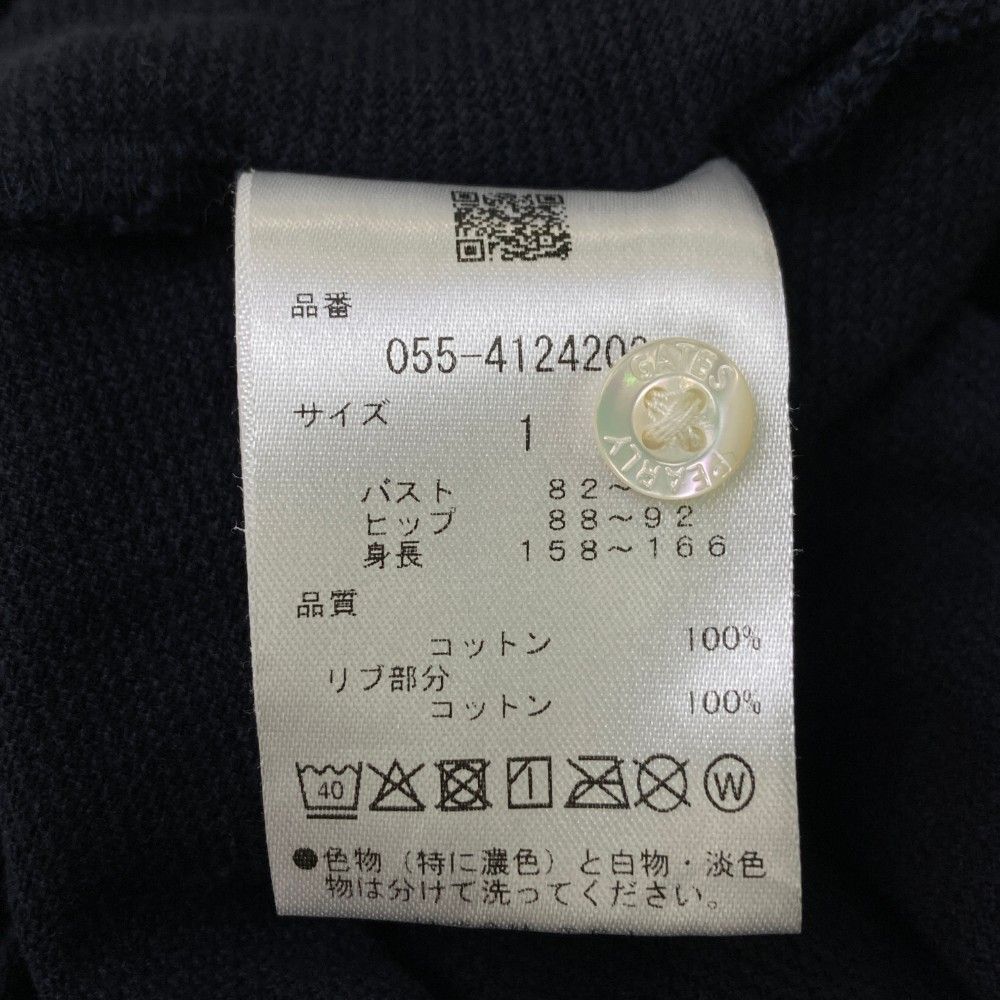 品番
055-4124202
サイズ
1
バスト 82～
ヒップ 88～92
身長 158～166
品質
コットン 100%
リブ部分
コットン 100%
40
W
●色物（特に濃色）と白物・淡色
物は分けて洗ってください。
GATES
PEARLY